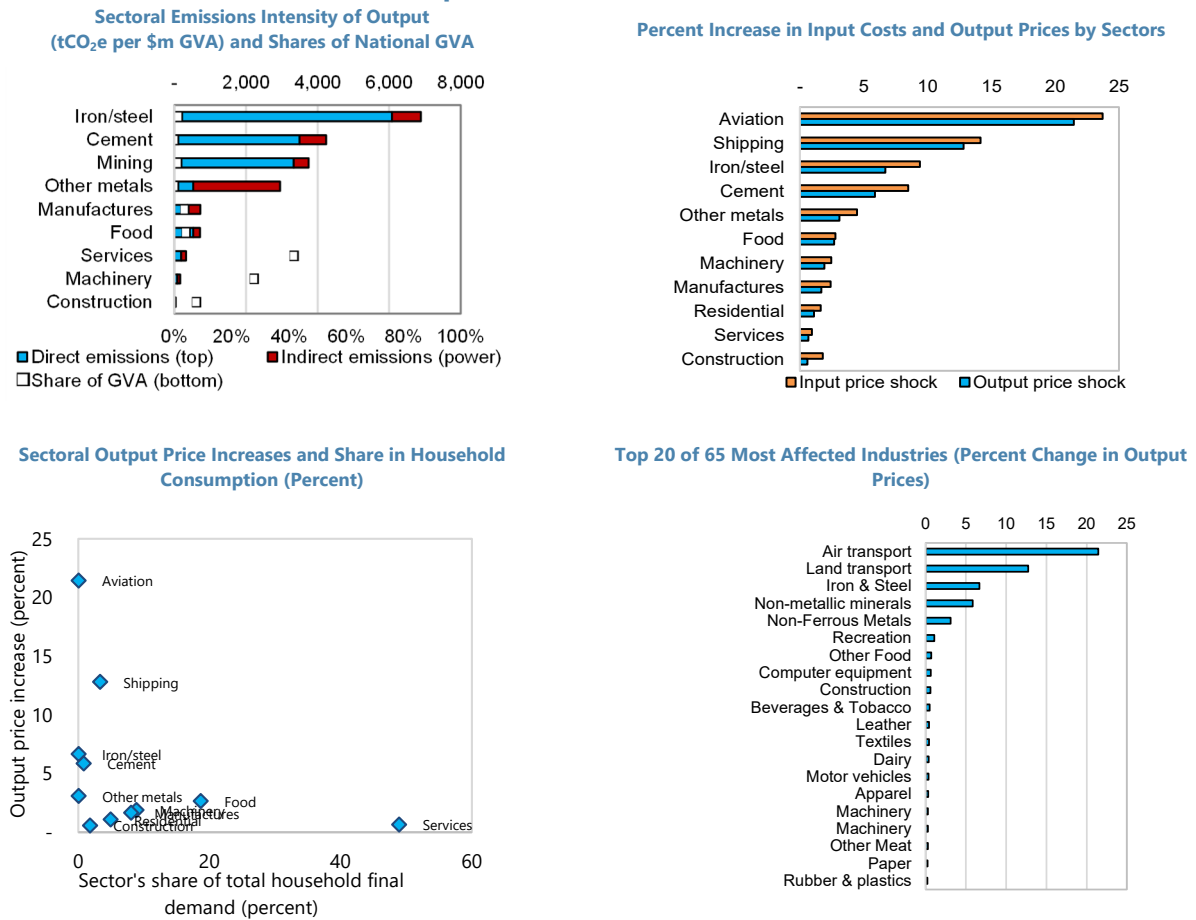 Sectoral Emissions Intensity of Output
(tCO₂e per $m GVA) and Shares of National GVA
- 2,000 4,000 6,000 8,000
Iron/steel
Cement
Mining
Other metals
Manufactures
Food
Services
Machinery
Construction
0% 20% 40% 60% 80% 100%
Direct emissions (top) Indirect emissions (power)
Share of GVA (bottom)
Percent Increase in Input Costs and Output Prices by Sectors
- 5 10 15 20 25
Aviation
Shipping
Iron/steel
Cement
Other metals
Food
Machinery
Manufactures
Residential
Services
Construction
Input price shock Output price shock
Sectoral Output Price Increases and Share in Household
Consumption (Percent)
Output price increase (percent)
25
20
15
10
5
-
Aviation
Shipping
Iron/steel
Cement
Other metals
Food
Machinery
Manufactures
Residential
Construction
Services
0 20 40 60
Sector's share of total household final
demand (percent)
Top 20 of 65 Most Affected Industries (Percent Change in Output
Prices)
0 5 10 15 20 25
Air transport
Land transport
Iron & Steel
Non-metallic minerals
Non-Ferrous Metals
Recreation
Other Food
Computer equipment
Construction
Beverages & Tobacco
Leather
Textiles
Dairy
Motor vehicles
Apparel
Machinery
Machinery
Other Meat
Paper
Rubber & plastics